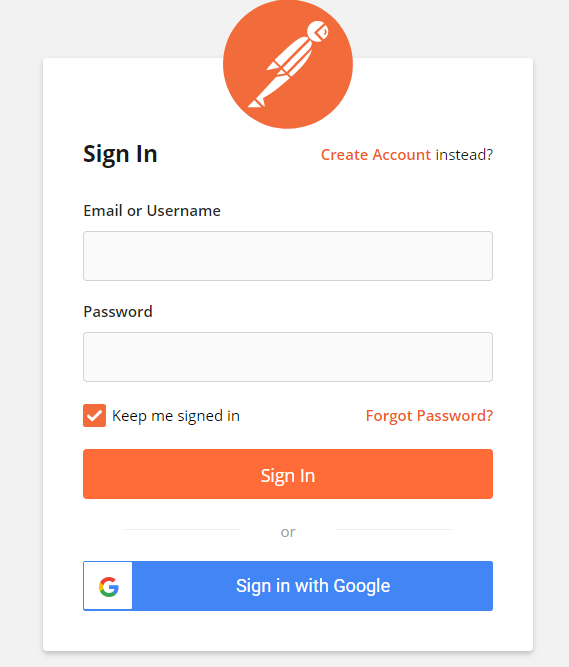 Sign In
Create Account instead?
Email or Username
Password
Keep me signed in
Forgot Password?
Sign In
or
Sign in with Google